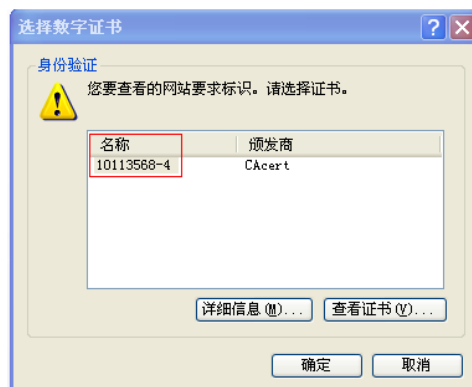 选择数字证书
身份验证
您要查看的网站要求标识。请选择证书。
名称 颁发商
10113568-4 CAcert
详细信息(M)... 查看证书(V)...
确定 取消